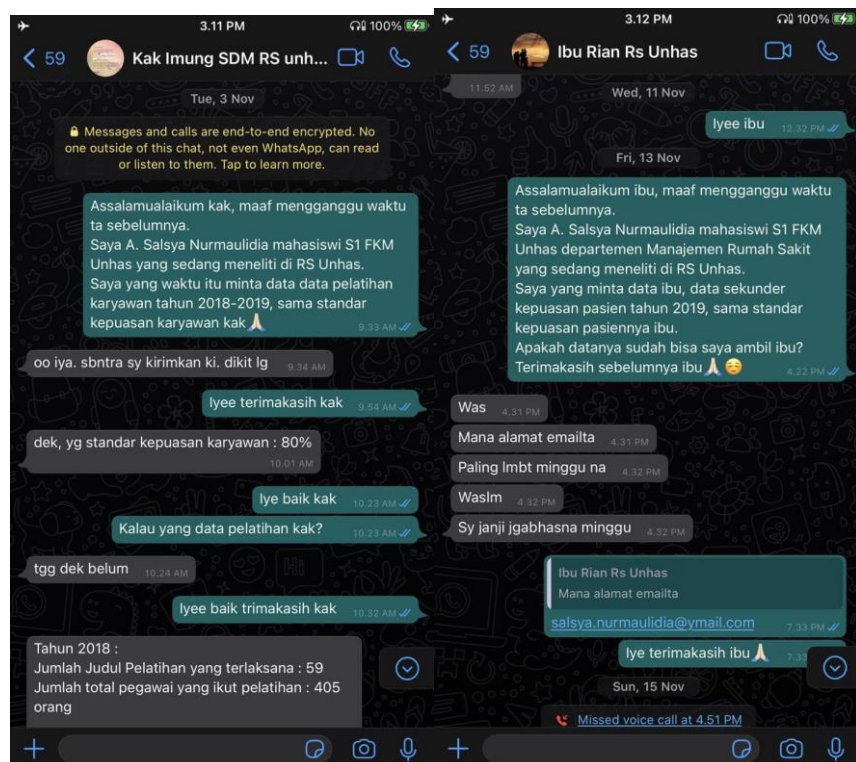 3.11 PM
100%
59
Kak Imung SDM RS unh...
Tue, 3 Nov
Messages and calls are end-to-end encrypted. No
one outside of this chat, not even WhatsApp, can read
or listen to them. Tap to learn more.
Assalamualaikum kak, maaf mengganggu waktu
ta sebelumnya.
Saya A. Salsya Nurmaulidia mahasiswi S1 FKM
Unhas yang sedang meneliti di RS Unhas.
Saya yang waktu itu minta data data pelatihan
karyawan tahun 2018-2019, sama standar
kepuasan karyawan kak
9.33 AM
oo iya. sbntra sy kirimkan ki. dikit lg
9.34 AM
Iyee terimakasih kak
9.54 AM
dek, yg standar kepuasan karyawan : 80%
10.01 AM
Iye baik kak
10.23 AM
Kalau yang data pelatihan kak?
10.23 AM
tgg dek belum
10.24 AM
Iyee baik trimakasih kak
10.32 AM
Tahun 2018 :
Jumlah Judul Pelatihan yang terlaksana : 59
Jumlah total pegawai yang ikut pelatihan : 405
orang
3.12 PM
100%
59
Ibu Rian Rs Unhas
11.52 AM
Wed, 11 Nov
Iyee ibu
12.32 PM
Fri, 13 Nov
Assalamualaikum ibu, maaf mengganggu waktu
ta sebelumnya.
Saya A. Salsya Nurmaulidia mahasiswi S1 FKM
Unhas departemen Manajemen Rumah Sakit
yang sedang meneliti di RS Unhas.
Saya yang minta data ibu, data sekunder
kepuasan pasien tahun 2019, sama standar
kepuasan pasiennya ibu.
Apakah datanya sudah bisa saya ambil ibu?
Terimakasih sebelumnya ibu
4.22 PM
Was
4.31 PM
Mana alamat emailta
4.31 PM
Paling lmbt minggu na
4.32 PM
Waslm
4.32 PM
Sy janji jgabhasna minggu
4.32 PM
Ibu Rian Rs Unhas
Mana alamat emailta
salsya.nurmaulidia@ymail.com
7.33 PM
Iye terimakasih ibu
Sun, 15 Nov
Missed voice call at 4.51 PM